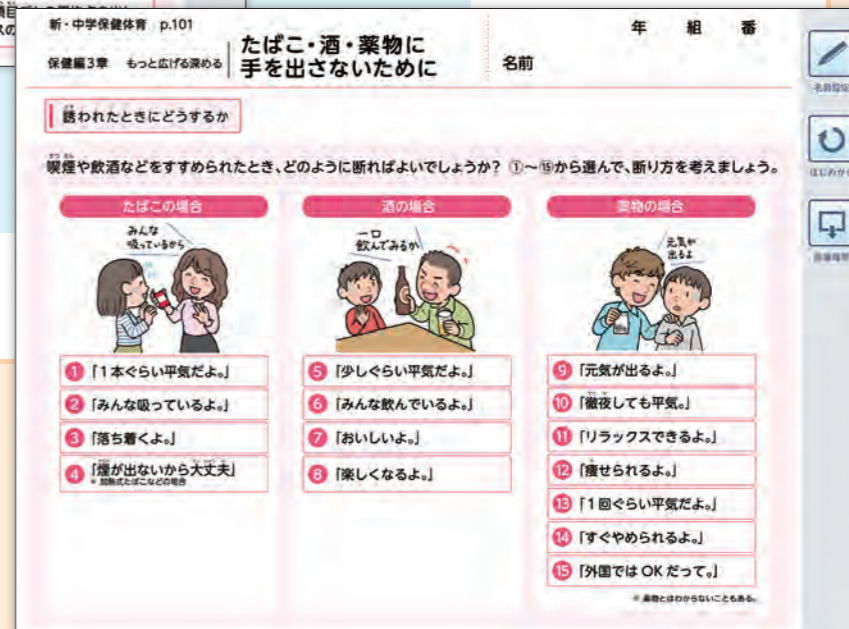 新・中学保健体育 p.101
保健編3章 もっと広げる深める
たばこ・酒・薬物に
手を出さないために
名前
年 組 番
誘われたときにどうするか
喫煙や飲酒などをすすめられたとき、どのように断ればよいでしょうか? ①〜⑮から選んで、断り方を考えましょう。
たばこの場合
みんな
吸っているから
①「1本ぐらい平気だよ。」
②「みんな吸っているよ。」
③「落ち着くよ。」
④「煙が出ないから大丈夫」
※ 加熱式たばこなどの場合
酒の場合
一口
飲んでみるか
⑤「少しぐらい平気だよ。」
⑥「みんな飲んでいるよ。」
⑦「おいしいよ。」
⑧「楽しくなるよ。」
薬物の場合
元気が
出るよ
⑨「元気が出るよ。」
⑩「徹夜しても平気。」
⑪「リラックスできるよ。」
⑫「痩せられるよ。」
⑬「1回ぐらい平気だよ。」
⑭「すぐやめられるよ。」
⑮「外国ではOKだって。」
※ 薬物とはわからないこともある。
はじめから